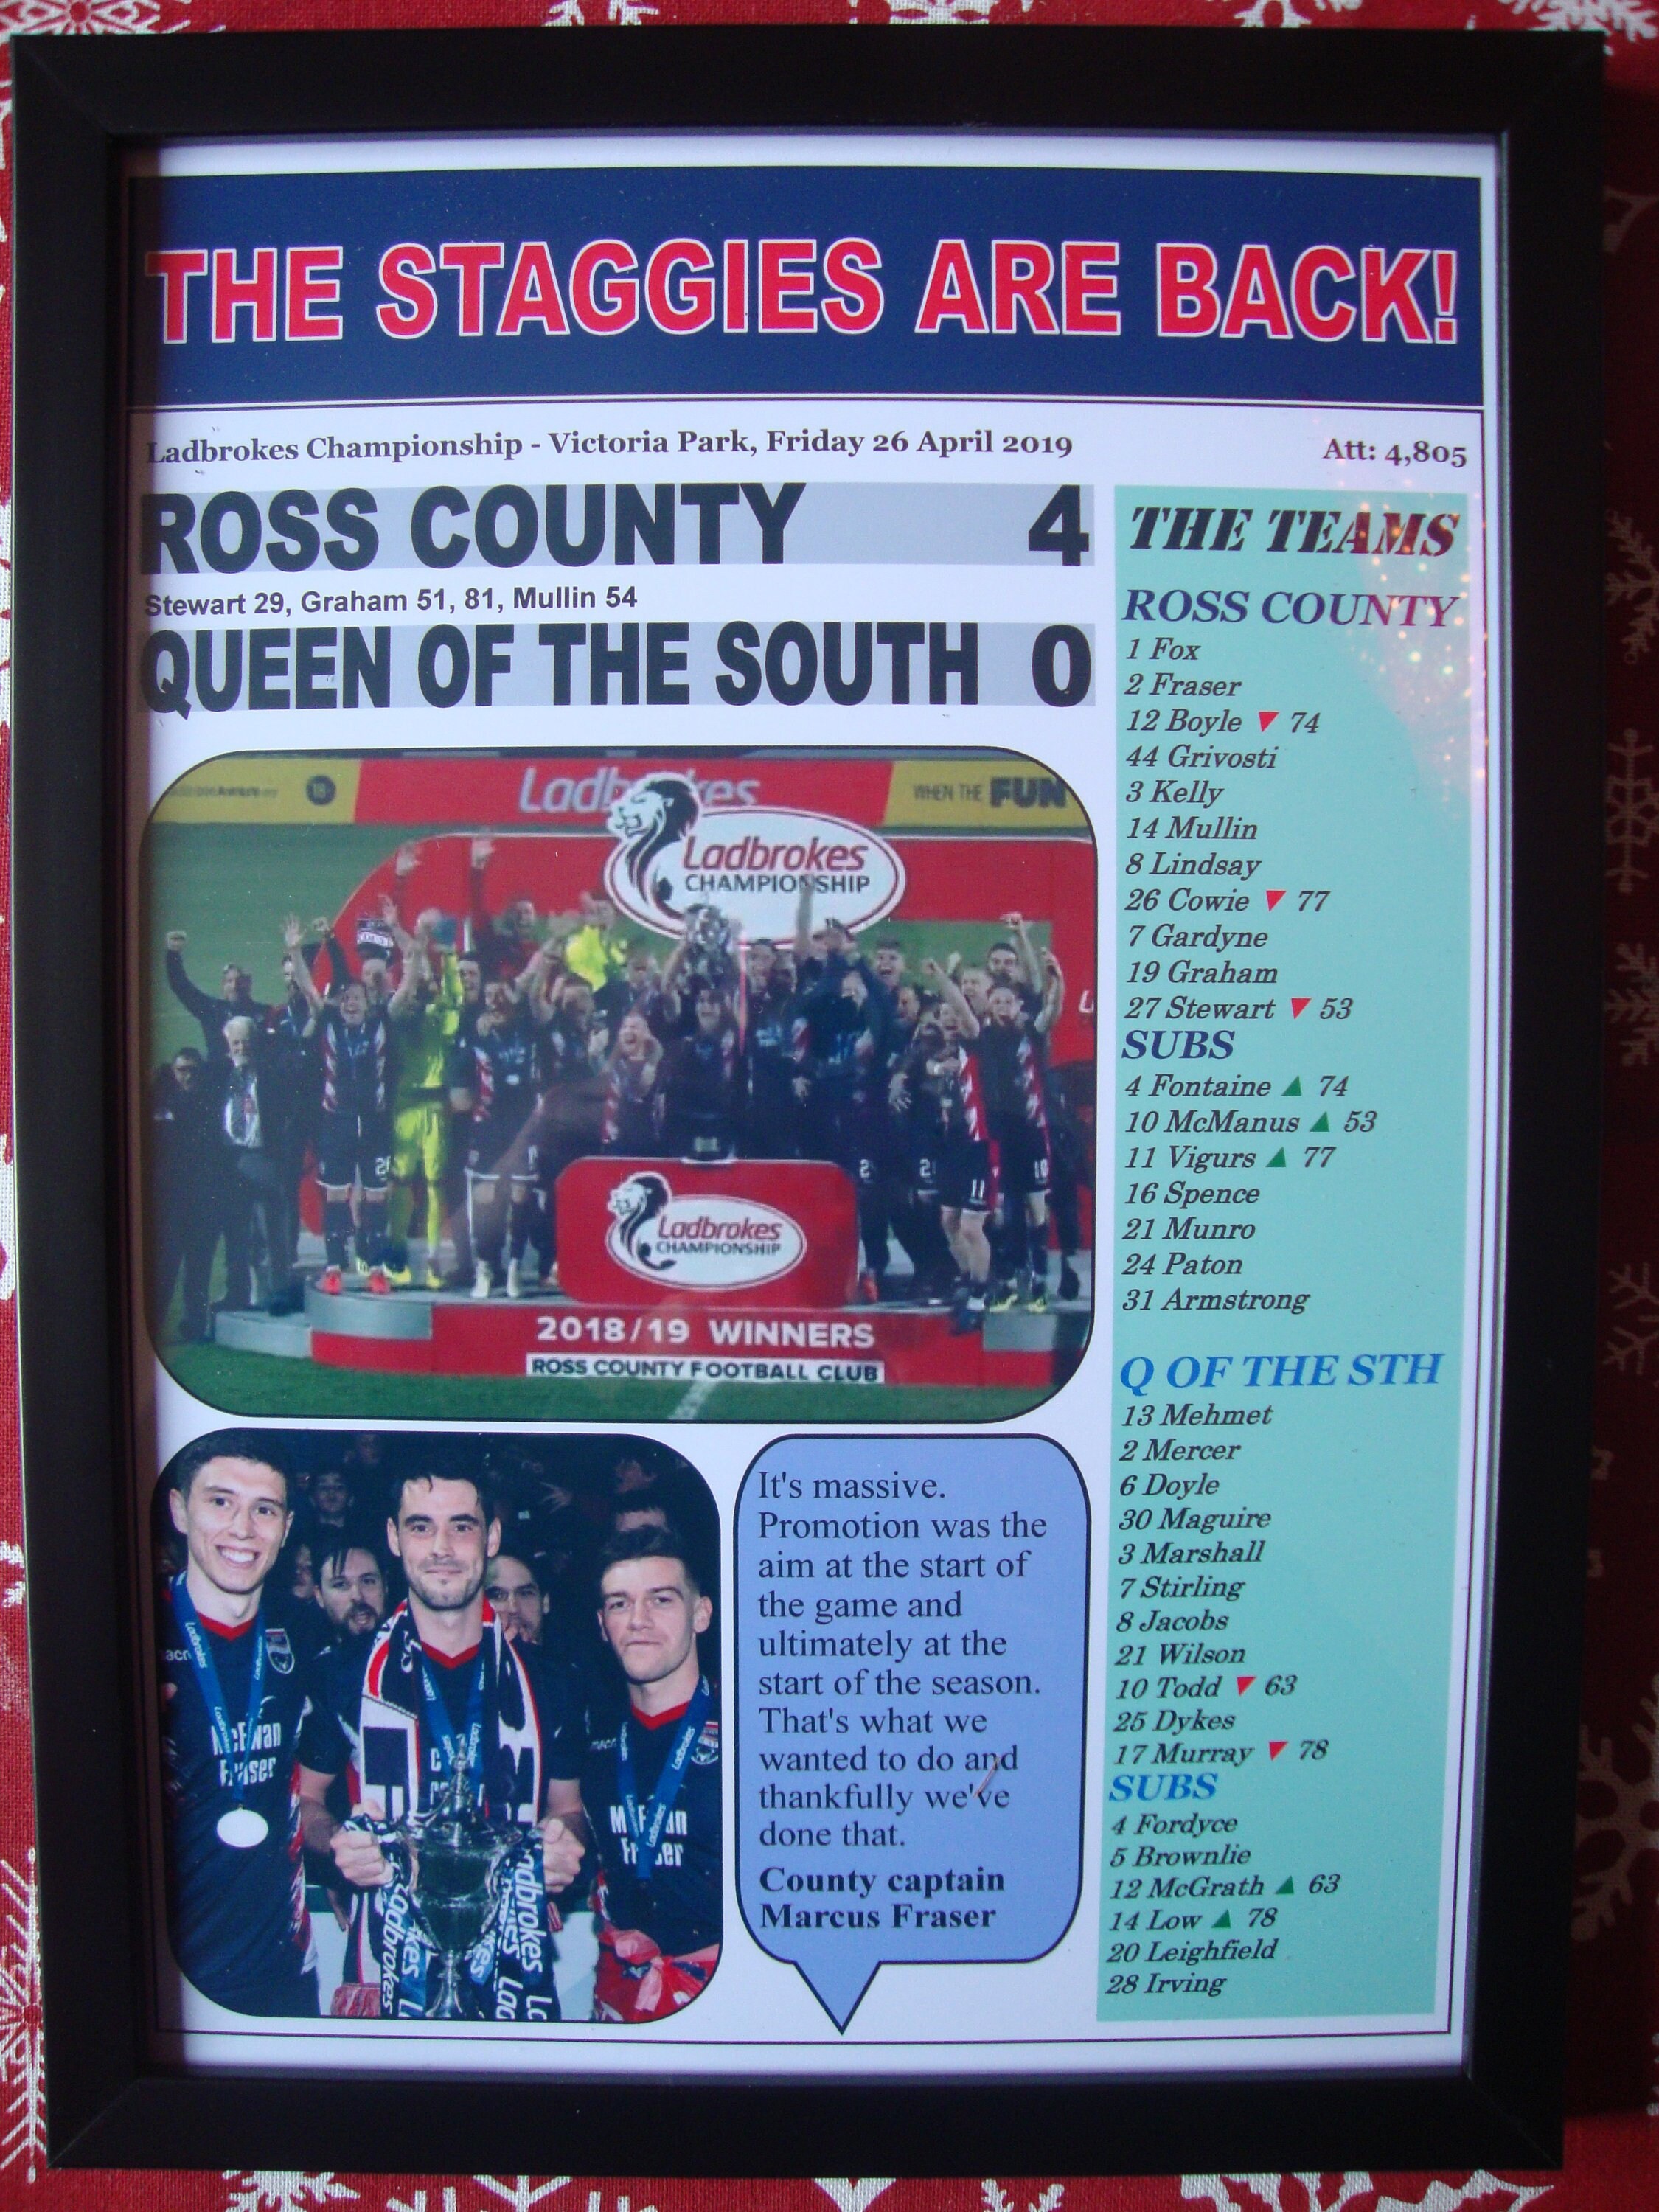 THE STAGGIES ARE BACK!
Ladbrokes Championship - Victoria Park, Friday 26 April 2019
Att: 4,805
ROSS COUNTY 4
Stewart 29, Graham 51, 81, Mullin 54
QUEEN OF THE SOUTH 0
WHEN THE FUN
Ladbrokes
CHAMPIONSHIP
Ladbrokes
CHAMPIONSHIP
2018/19 WINNERS
ROSS COUNTY FOOTBALL CLUB
It's massive.
Promotion was the
aim at the start of
the game and
ultimately at the
start of the season.
That's what we
wanted to do and
thankfully we've
done that.
County captain
Marcus Fraser
THE TEAMS
ROSS COUNTY
1 Fox
2 Fraser
12 Boyle ▼ 74
44 Grivosti
3 Kelly
14 Mullin
8 Lindsay
26 Cowie ▼ 77
7 Gardyne
19 Graham
27 Stewart ▼ 53
SUBS
4 Fontaine ▲ 74
10 McManus ▲ 53
11 Vigurs ▲ 77
16 Spence
21 Munro
24 Paton
31 Armstrong
Q OF THE STH
13 Mehmet
2 Mercer
6 Doyle
30 Maguire
3 Marshall
7 Stirling
8 Jacobs
21 Wilson
10 Todd ▼ 63
25 Dykes
17 Murray ▼ 78
SUBS
4 Fordyce
5 Brownlie
12 McGrath ▲ 63
14 Low ▲ 78
20 Leighfield
28 Irving